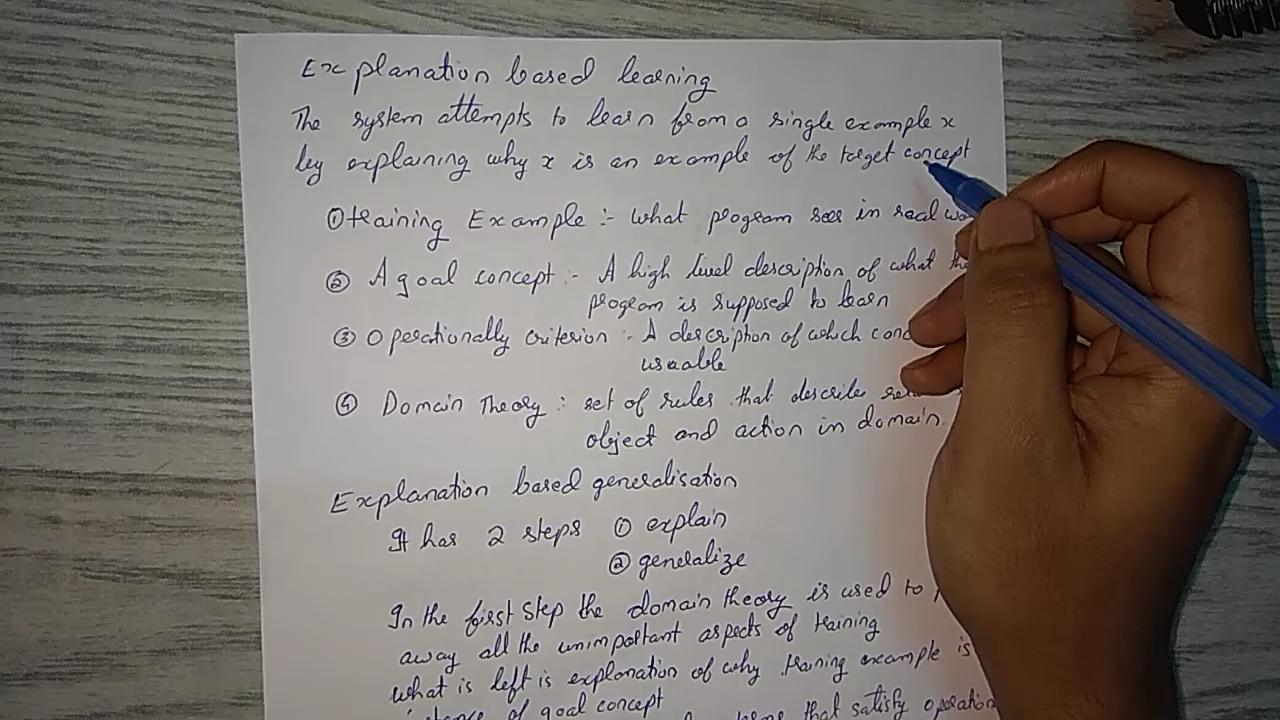 Explanation based learning
The system attempts to learn from a single example x
by explaining why x is an example of the target concept
① training Example :- what program sees in real
② A goal concept :- A high level description of what the
program is supposed to learn
③ Operationally criterion :- A description of which
usable
④ Domain Theory : set of rules that describe
object and action in domain.
Explanation based generalisation
It has 2 steps ① explain
② generalize
In the first step the domain theory is used to
away all the unimportant aspects of training
what is left is explanation of why training example is
of goal concept
that satisfy